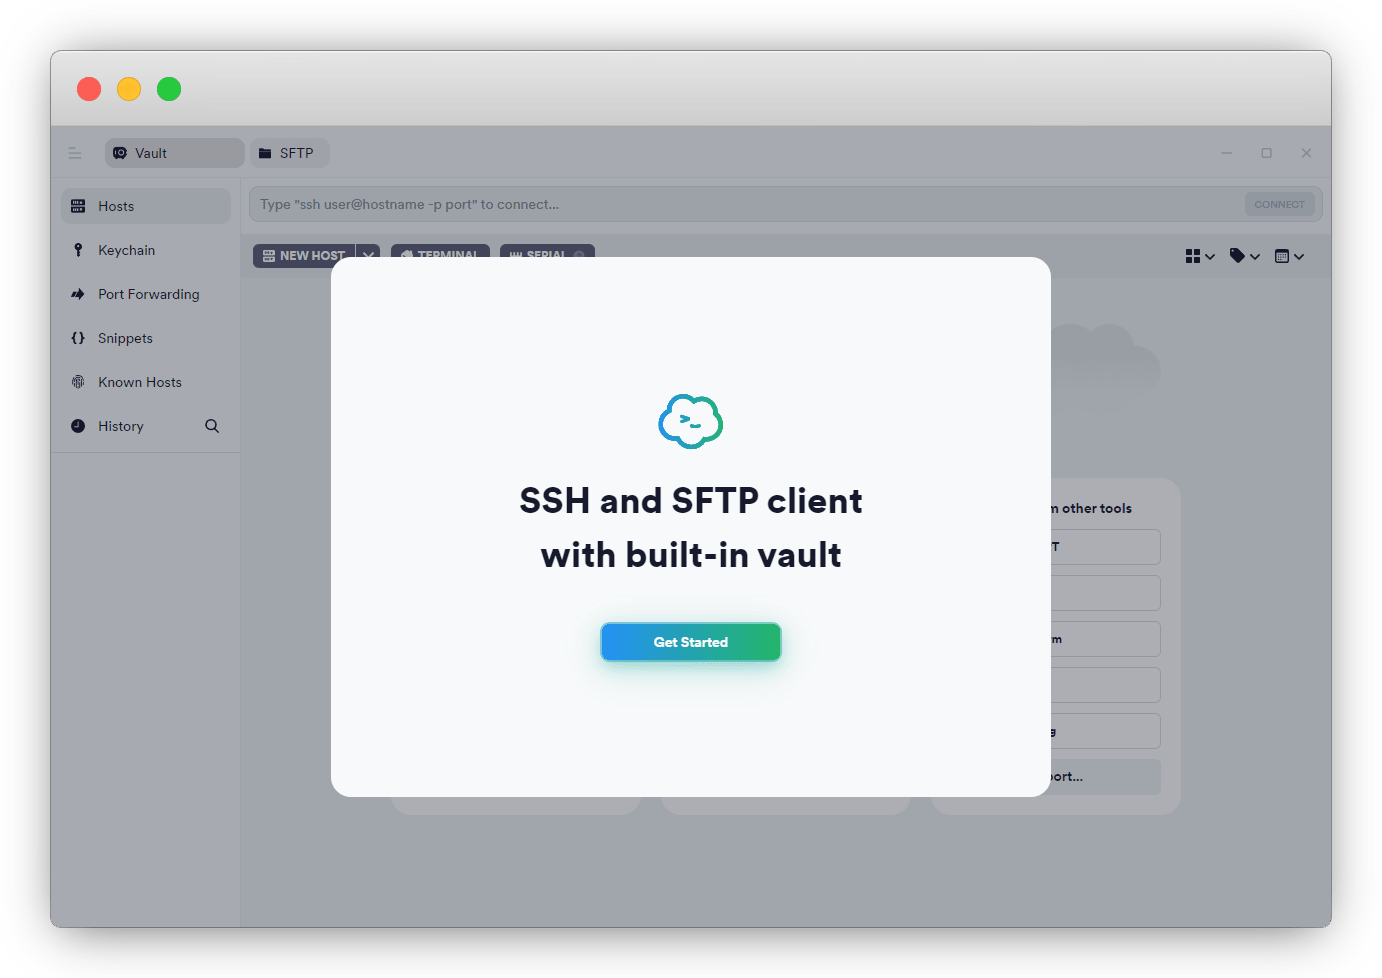 Vault
SFTP
Hosts
Keychain
Port Forwarding
Snippets
Known Hosts
History
Type "ssh user@hostname -p port" to connect...
CONNECT
NEW HOST
TERMINAL
SERIAL
SSH and SFTP client
with built-in vault
Get Started
other tools